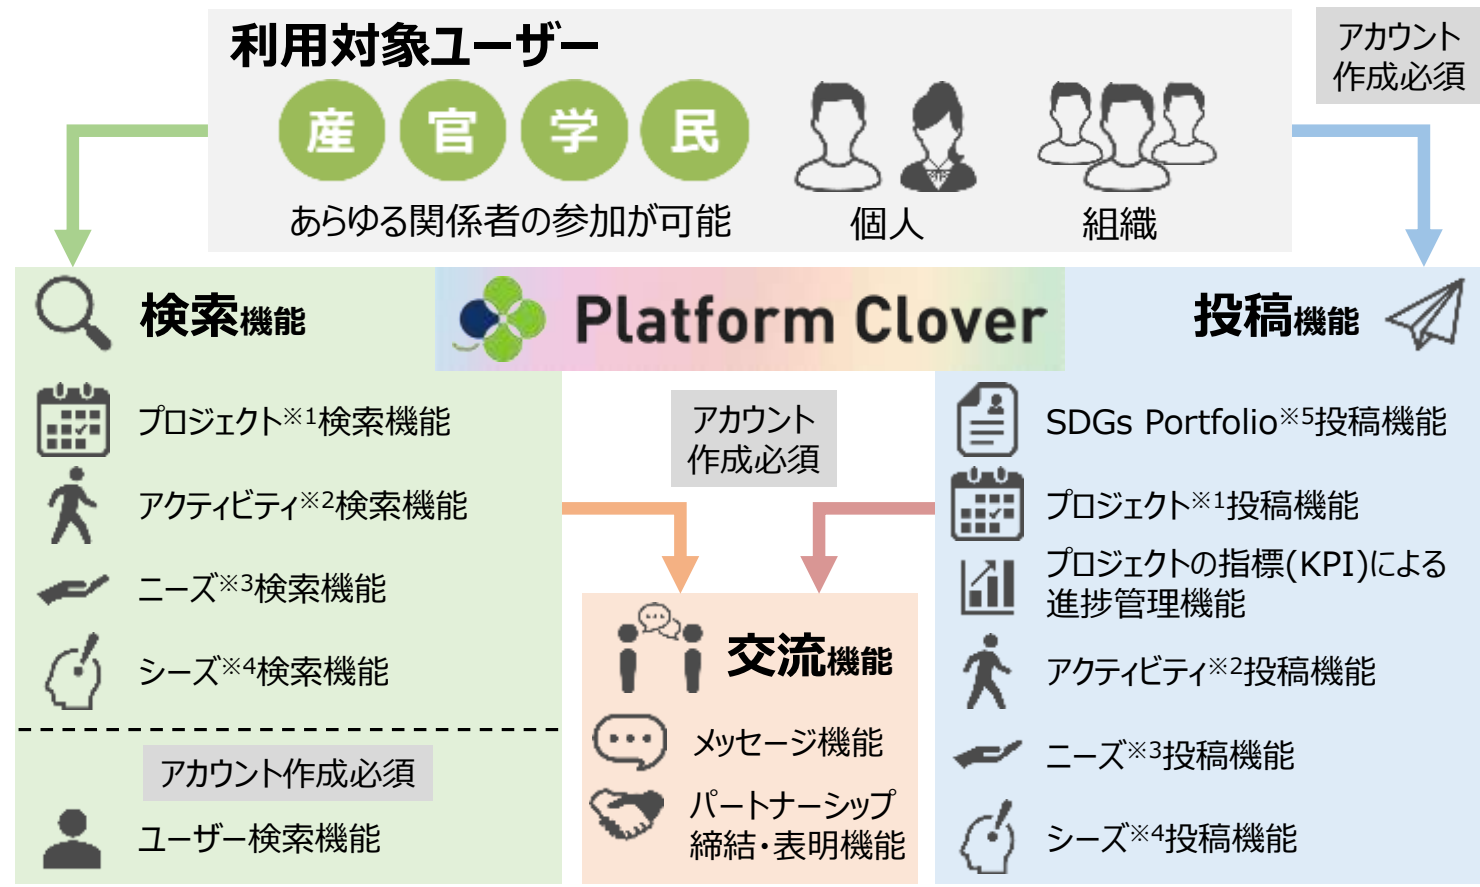 利用対象ユーザー
アカウント
作成必須
産 官 学 民
あらゆる関係者の参加が可能
個人
組織
検索機能
Platform Clover
投稿機能
プロジェクト※1検索機能
アクティビティ※2検索機能
ニーズ※3検索機能
シーズ※4検索機能
アカウント作成必須
ユーザー検索機能
アカウント
作成必須
交流機能
メッセージ機能
パートナーシップ
締結・表明機能
SDGs Portfolio※5投稿機能
プロジェクト※1投稿機能
プロジェクトの指標(KPI)による
進捗管理機能
アクティビティ※2投稿機能
ニーズ※3投稿機能
シーズ※4投稿機能